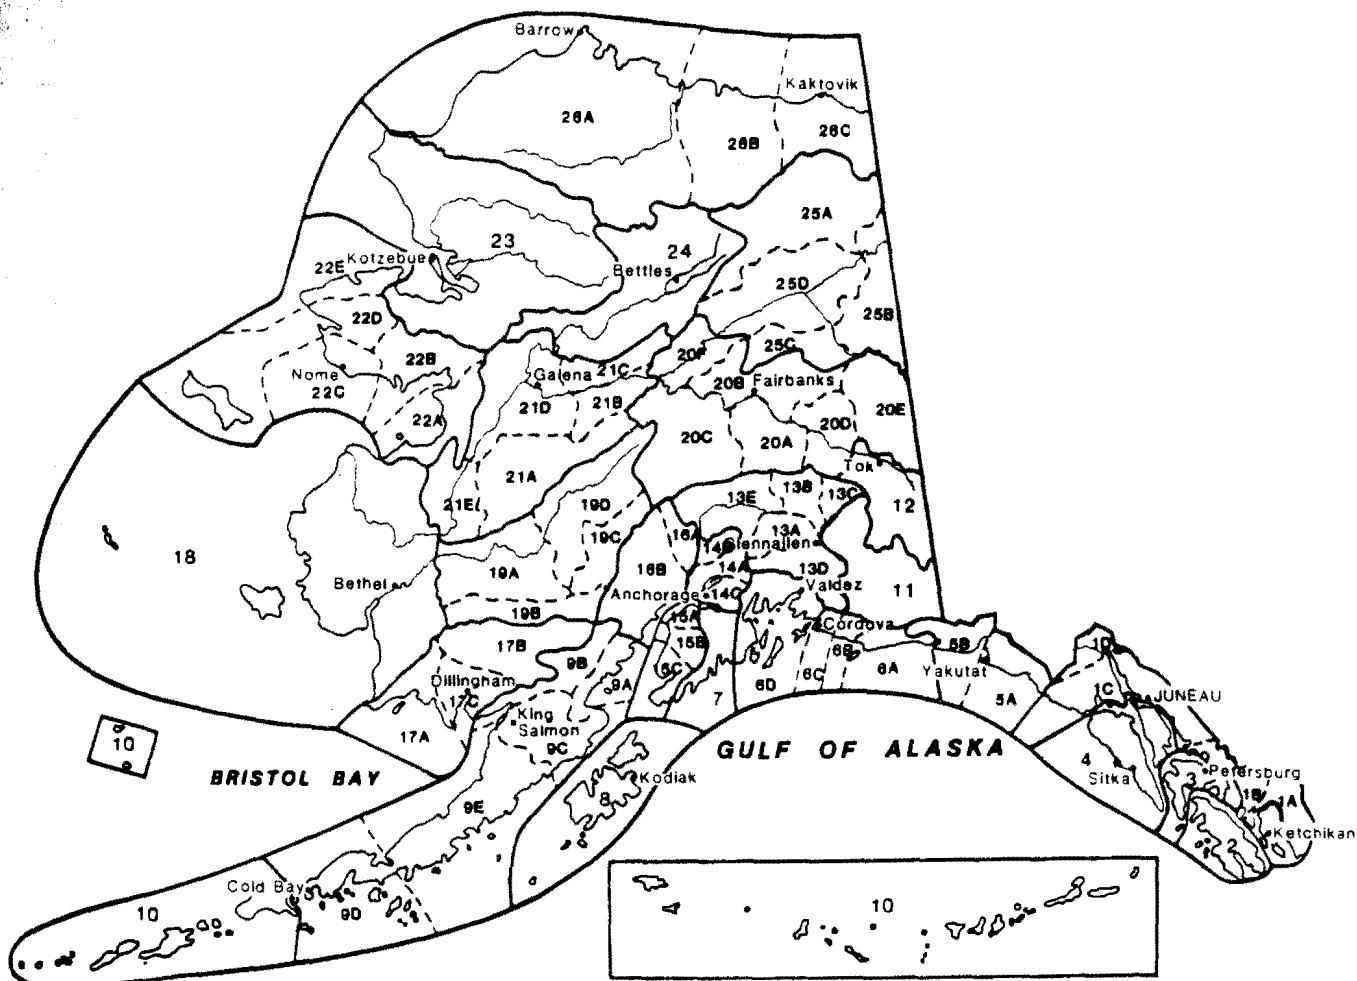 Barrow
Kaktovik
26A
26B
26C
25A
23
24
Kotzebue
22E
Bettles
25D
22D
25B
22B
25C
20F
21C
Nome
Galena
20B
Fairbanks
22C
21D
21B
20E
22A
20D
20C
20A
Tok
21A
13B
13C
21E
19D
13E
12
19C
16A
13A
Glennallen
18
14B
19A
16B
14A
13D
Bethel
Anchorage
14C
Valdez
11
19B
15A
Cordova
17B
15B
6B
5B
1D
9B
6A
Yakutat
Dillingham
9A
6D
6C
1C
JUNEAU
17C
7
5A
King
Salmon
17A
9C
10
GULF OF ALASKA
BRISTOL BAY
4
Sitka
Kodiak
3
Petersburg
8
1B
1A
9E
Ketchikan
2
Cold Bay
10
9D
10